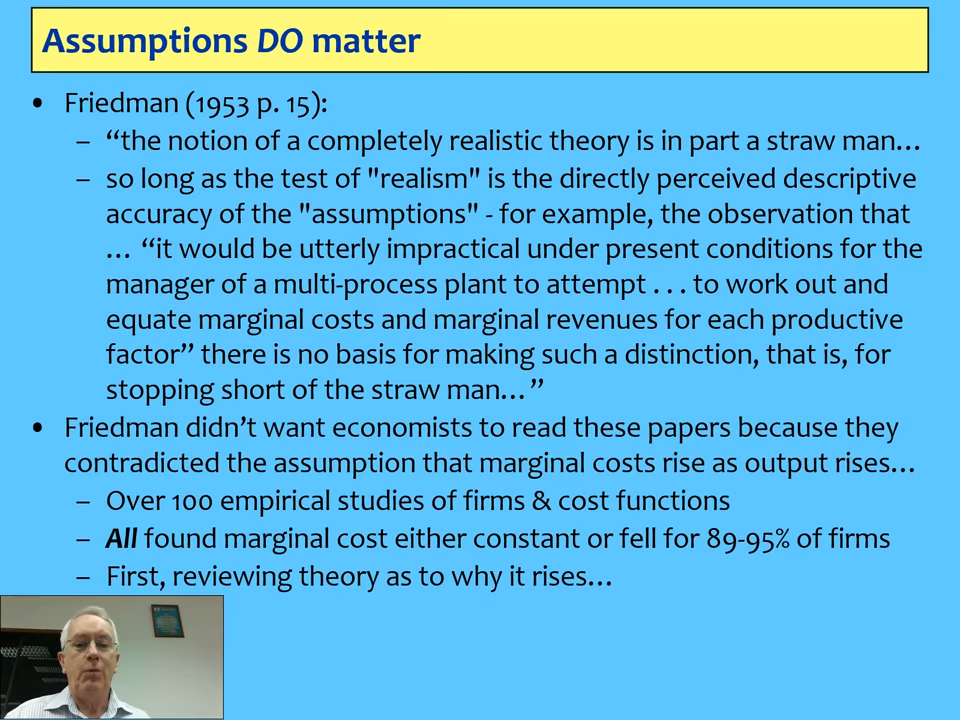 Assumptions DO matter
• Friedman (1953 p. 15):
– “the notion of a completely realistic theory is in part a straw man…
– so long as the test of "realism" is the directly perceived descriptive
accuracy of the "assumptions" - for example, the observation that
… “it would be utterly impractical under present conditions for the
manager of a multi-process plant to attempt . . . to work out and
equate marginal costs and marginal revenues for each productive
factor” there is no basis for making such a distinction, that is, for
stopping short of the straw man…”
• Friedman didn’t want economists to read these papers because they
contradicted the assumption that marginal costs rise as output rises…
– Over 100 empirical studies of firms & cost functions
– All found marginal cost either constant or fell for 89-95% of firms
– First, reviewing theory as to why it rises…